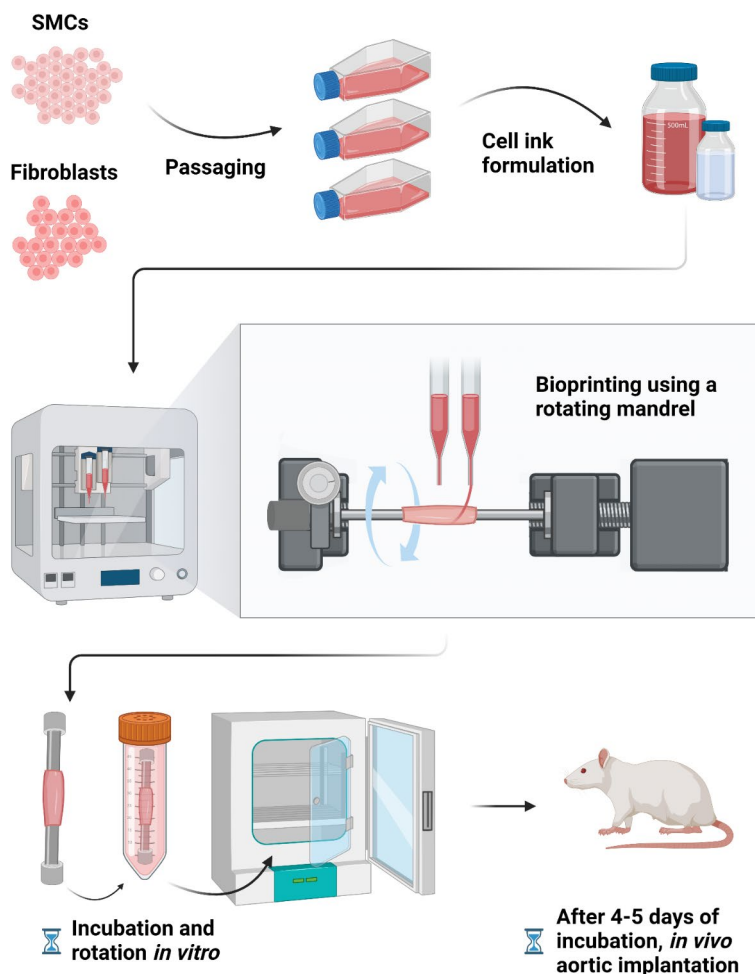 SMCs
Fibroblasts
Passaging
Cell ink
formulation
500mL
Bioprinting using a
rotating mandrel
Incubation and
rotation in vitro
After 4-5 days of
incubation, in vivo
aortic implantation